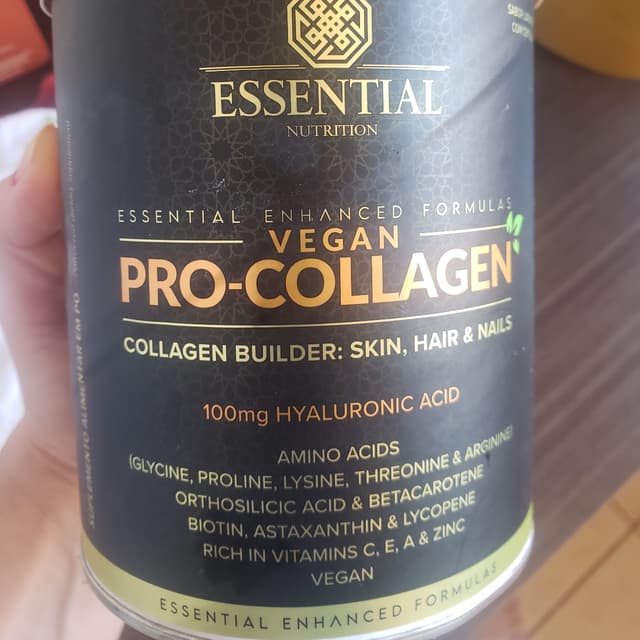 ESSENTIAL
NUTRITION
ESSENTIAL ENHANCED FORMULAS
VEGAN
PRO-COLLAGEN
COLLAGEN BUILDER: SKIN, HAIR & NAILS
100mg HYALURONIC ACID
AMINO ACIDS
(GLYCINE, PROLINE, LYSINE, THREONINE & ARGININE)
ORTHOSILICIC ACID & BETACAROTENE
BIOTIN, ASTAXANTHIN & LYCOPENE
RICH IN VITAMINS C, E, A & ZINC
VEGAN
ESSENTIAL ENHANCED FORMULAS
SUPLEMENTO ALIMENTAR EM PÓ